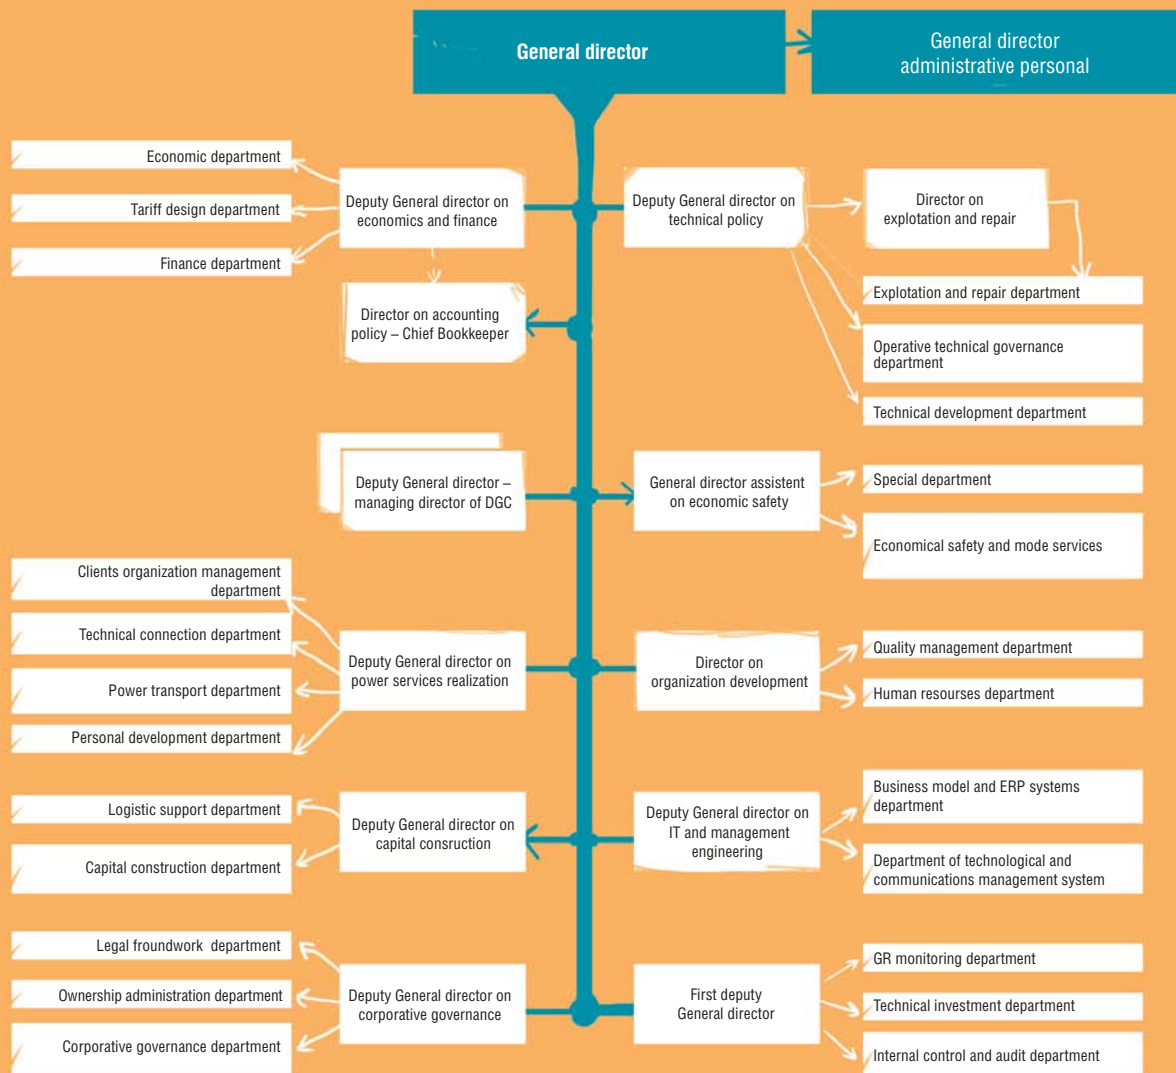 General director
General director
administrative personal
Economic department
Tariff design department
Finance department
Deputy General director on
economics and finance
Director on accounting
policy – Chief Bookkeeper
Deputy General director on
technical policy
Director on
explotation and repair
Explotation and repair department
Operative technical governance
department
Technical development department
Deputy General director –
managing director of DGC
General director assistent
on economic safety
Special department
Economical safety and mode services
Clients organization management
department
Technical connection department
Power transport department
Personal development department
Deputy General director on
power services realization
Director on
organization development
Quality management department
Human resourses department
Logistic support department
Capital construction department
Deputy General director on
capital consruction
Deputy General director on
IT and management
engineering
Business model and ERP systems
department
Department of technological and
communications management system
Legal froundwork department
Ownership administration department
Corporative governance department
Deputy General director on
corporative governance
First deputy
General director
GR monitoring department
Technical investment department
Internal control and audit department